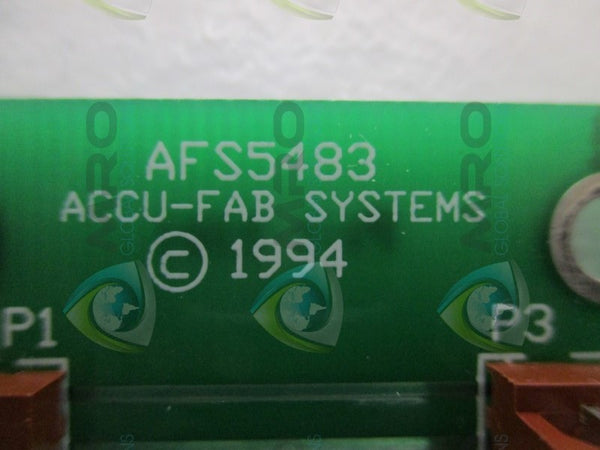 AFS5483
ACCU-FAB SYSTEMS
© 1994
P1
P3